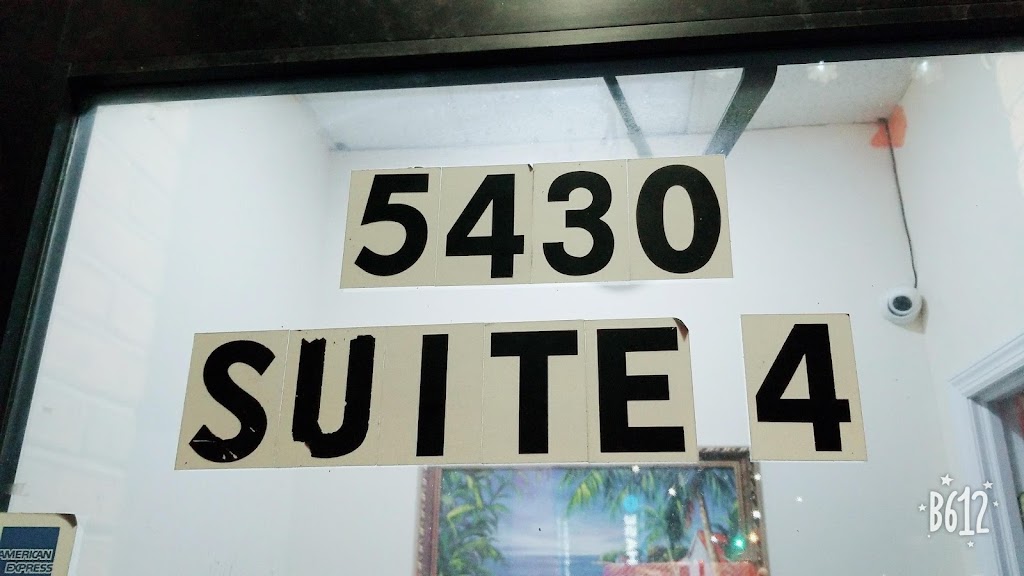 5430
SUITE 4
AMERICAN
EXPRESS
B612